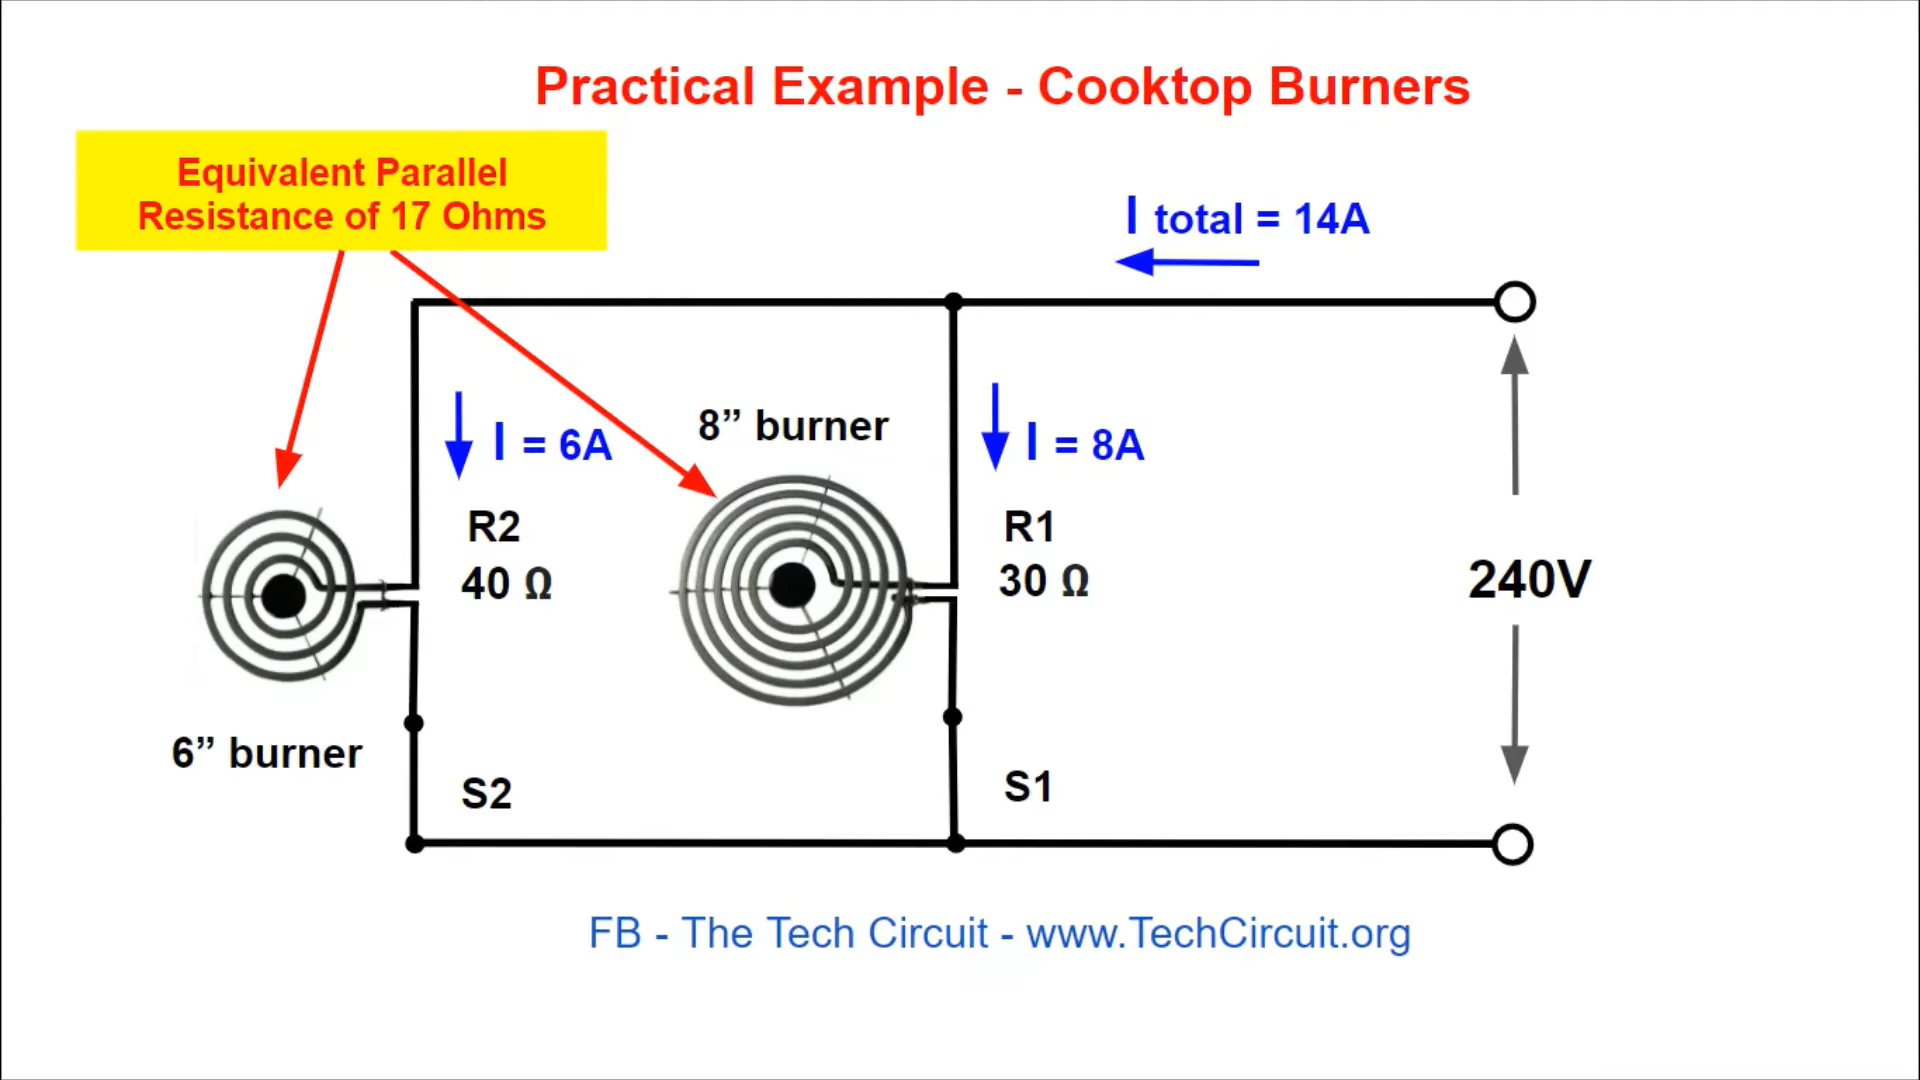 Practical Example - Cooktop Burners
Equivalent Parallel
Resistance of 17 Ohms
I total = 14A
8” burner
I = 6A
I = 8A
R2
40 Ω
R1
30 Ω
240V
6” burner
S2
S1
FB - The Tech Circuit - www.TechCircuit.org